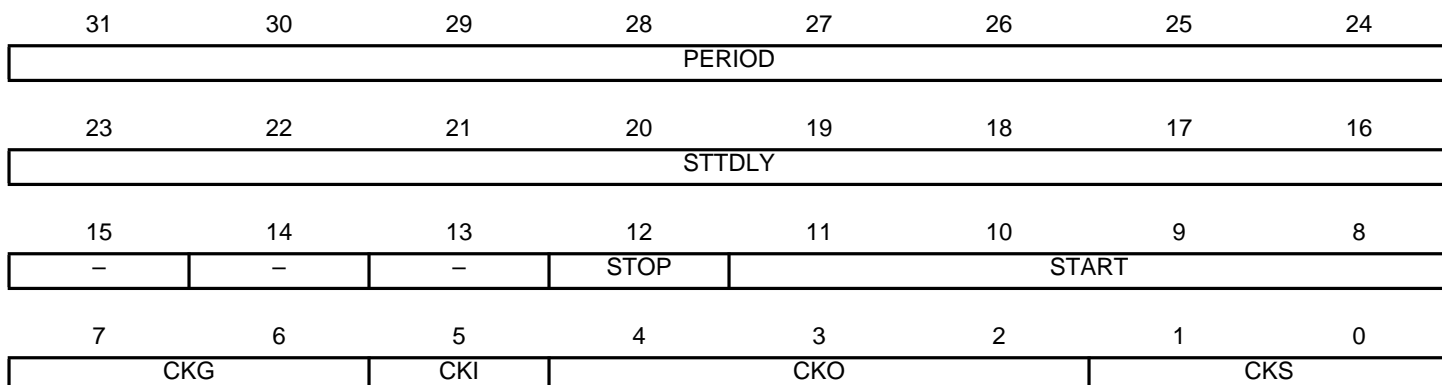 31 30 29 28 27 26 25 24
PERIOD
23 22 21 20 19 18 17 16
STTDLY
15 14 13 12 11 10 9 8
– – – STOP START
7 6 5 4 3 2 1 0
CKG CKI CKO CKS